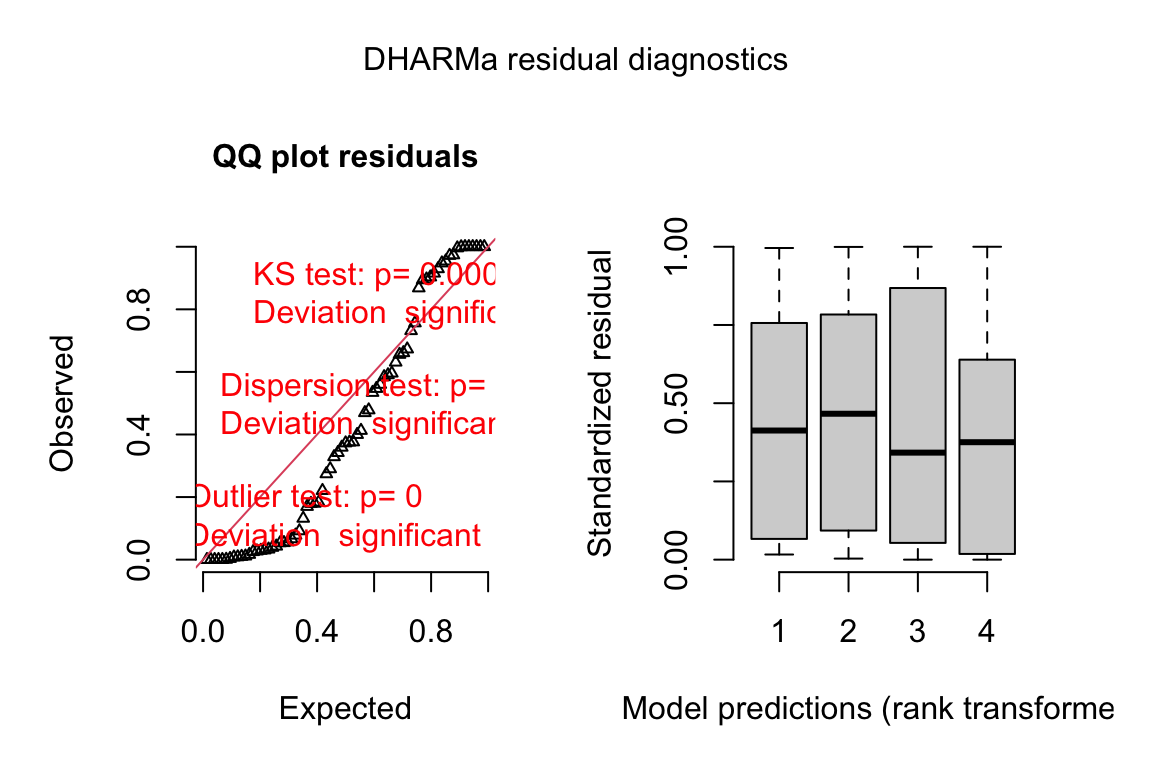 DHARMa residual diagnostics
QQ plot residuals
KS test: p= 0.000
Deviation significa
Dispersion test: p=
Deviation significan
Outlier test: p= 0
Deviation significant
Observed
0.0
0.4
0.8
0.0 0.4 0.8
Expected
Standardized residual
0.00
0.50
1.00
1 2 3 4
Model predictions (rank transforme